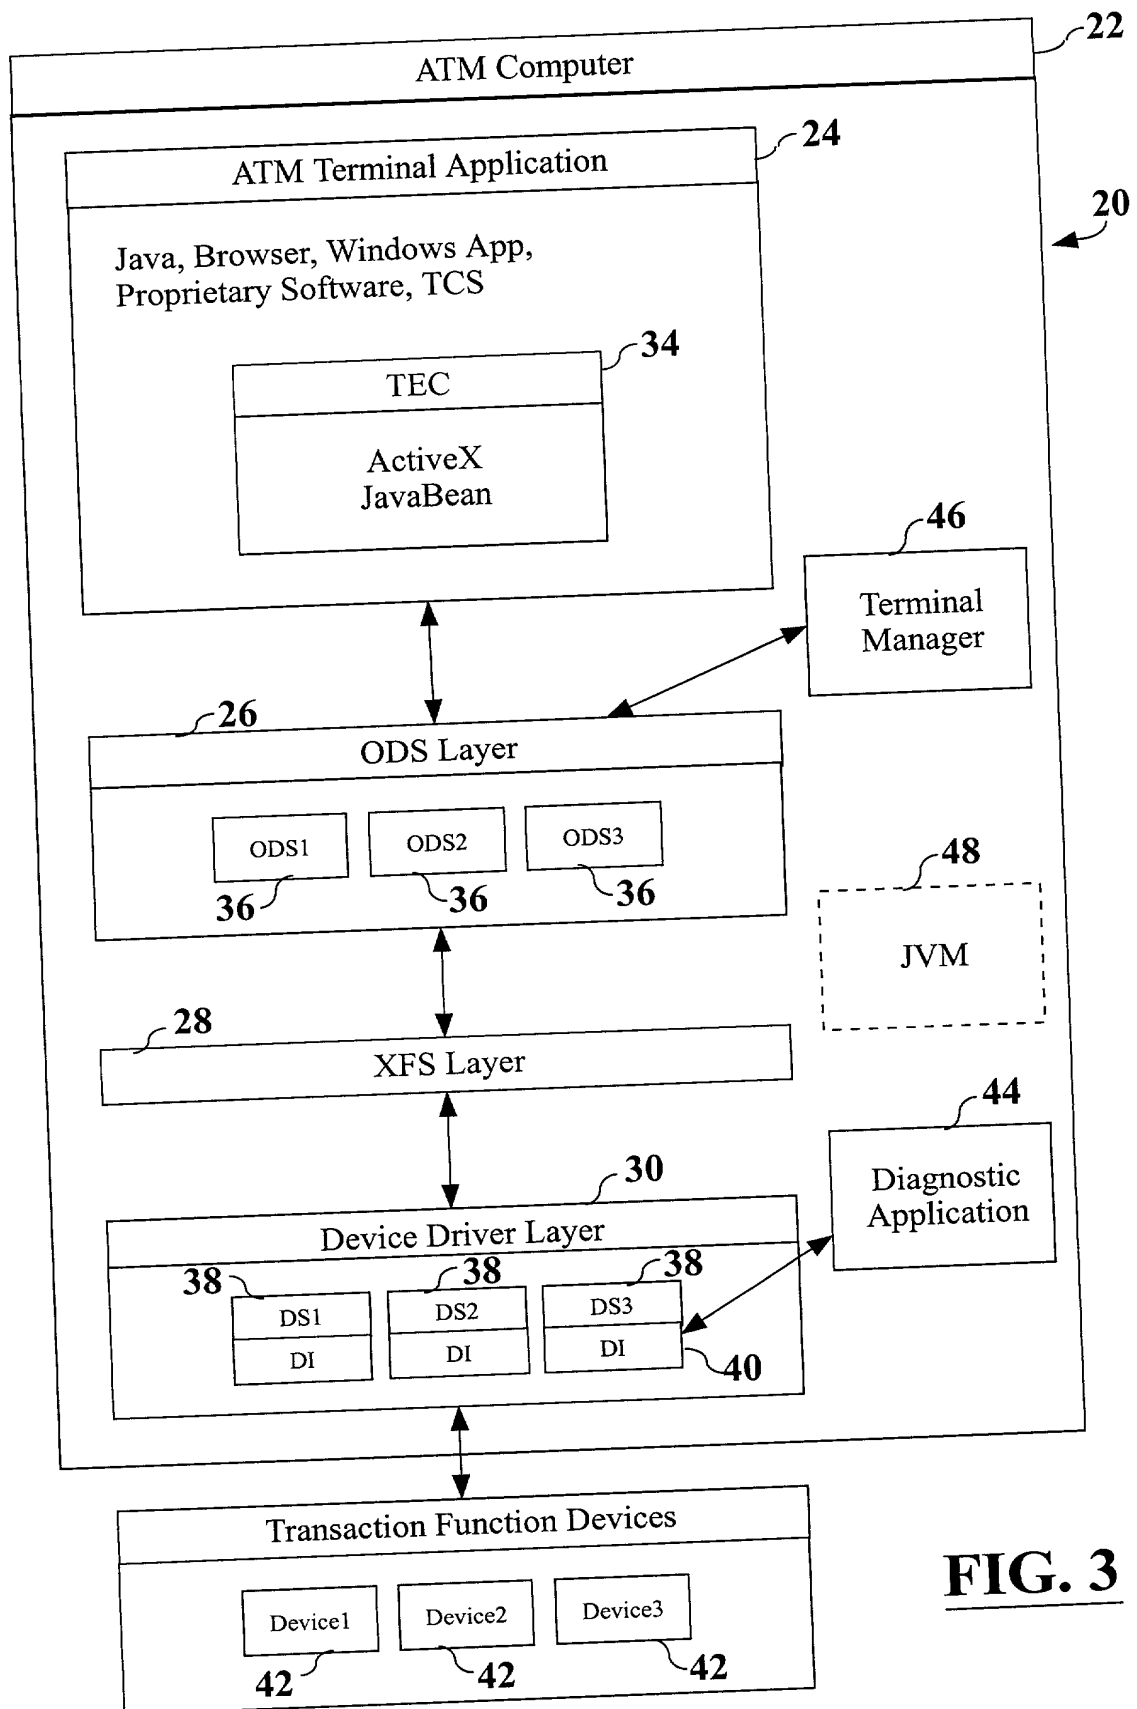 22
ATM Computer
24
ATM Terminal Application
20
Java, Browser, Windows App,
Proprietary Software, TCS
34
TEC
ActiveX
JavaBean
46
Terminal
Manager
26
ODS Layer
ODS1
ODS2
ODS3
36
36
36
48
JVM
28
XFS Layer
44
Diagnostic
Application
30
Device Driver Layer
38
38
38
DS1
DS2
DS3
DI
DI
DI
40
Transaction Function Devices
Device1
Device2
Device3
42
42
42
FIG. 3